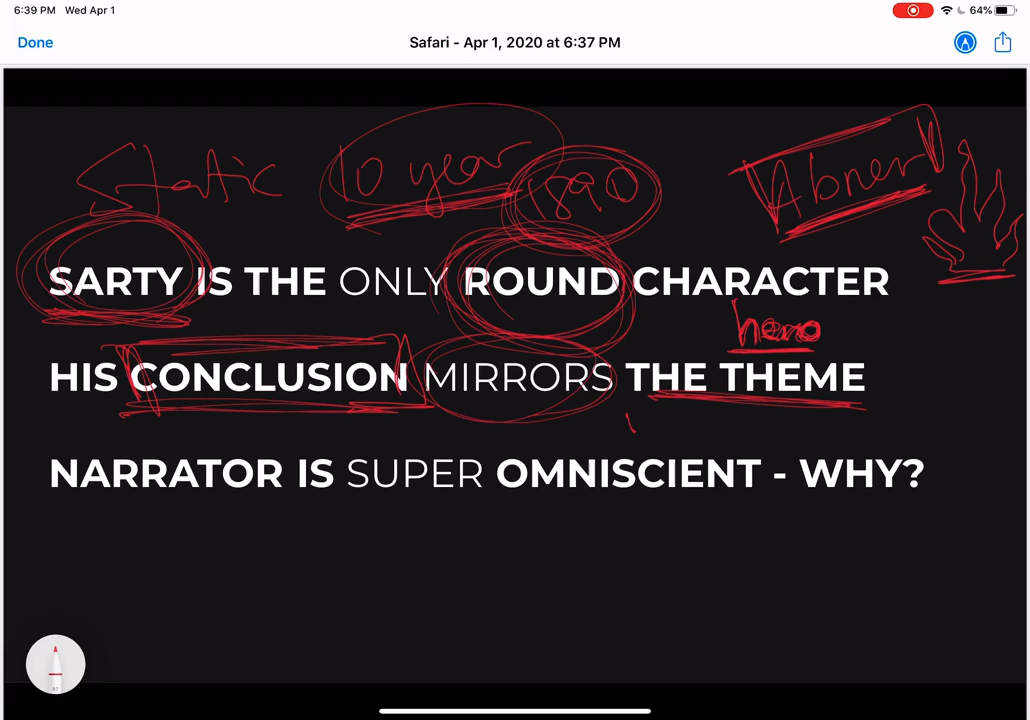 6:39 PM Wed Apr 1
64%
Done
Safari - Apr 1, 2020 at 6:37 PM
Static 10 year 1890 Abner
SARTY IS THE ONLY ROUND CHARACTER
hero
HIS CONCLUSION MIRRORS THE THEME
NARRATOR IS SUPER OMNISCIENT - WHY?
97